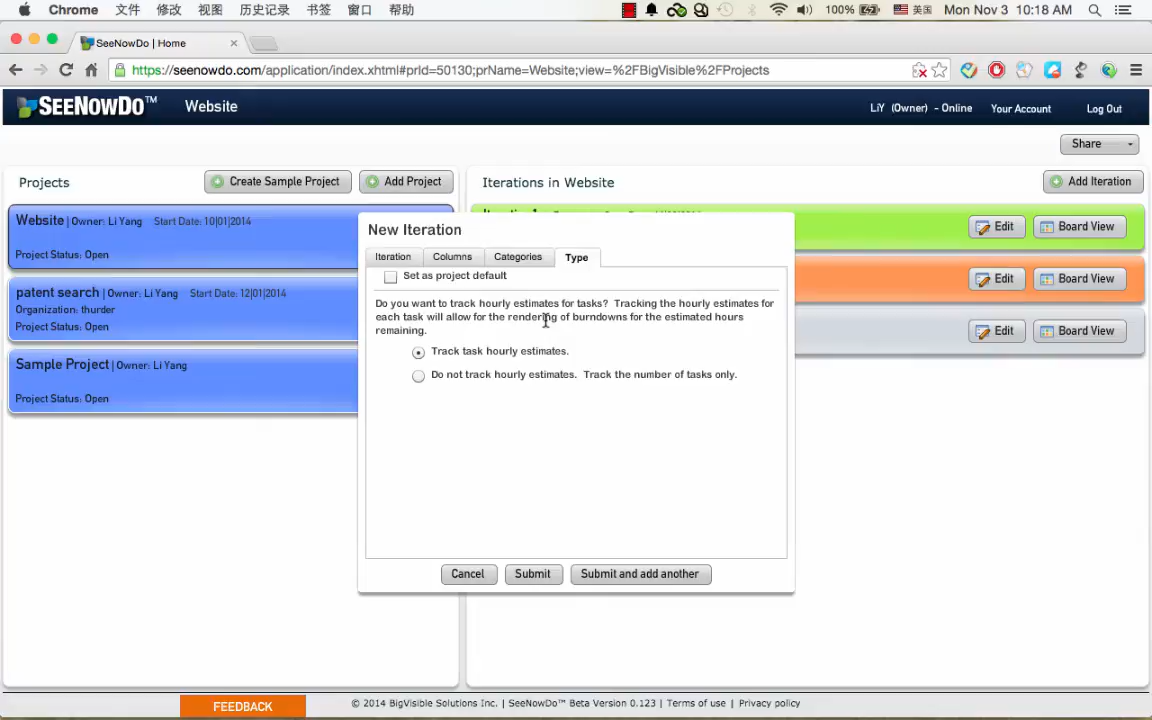 Chrome 文件 修改 视图 历史记录 书签 窗口 帮助 100% 美国 Mon Nov 3 10:18 AM
SeeNowDo | Home
https://seenowdo.com/application/index.xhtml#prId=50130;prName=Website;view=%2FBigVisible%2FProjects
SEENOWDO™ Website LiY (Owner) - Online Your Account Log Out
Share
Projects Create Sample Project Add Project Iterations in Website Add Iteration
Website | Owner: Li Yang Start Date: 10|01|2014
Project Status: Open
Edit Board View
patent search | Owner: Li Yang Start Date: 12|01|2014
Organization: thurder
Project Status: Open
Edit Board View
Sample Project | Owner: Li Yang
Project Status: Open
Edit Board View
New Iteration
Iteration Columns Categories Type
Set as project default
Do you want to track hourly estimates for tasks? Tracking the hourly estimates for
each task will allow for the rendering of burndowns for the estimated hours
remaining.
Track task hourly estimates.
Do not track hourly estimates. Track the number of tasks only.
Cancel Submit Submit and add another
FEEDBACK © 2014 BigVisible Solutions Inc. | SeeNowDo™ Beta Version 0.123 | Terms of use | Privacy policy